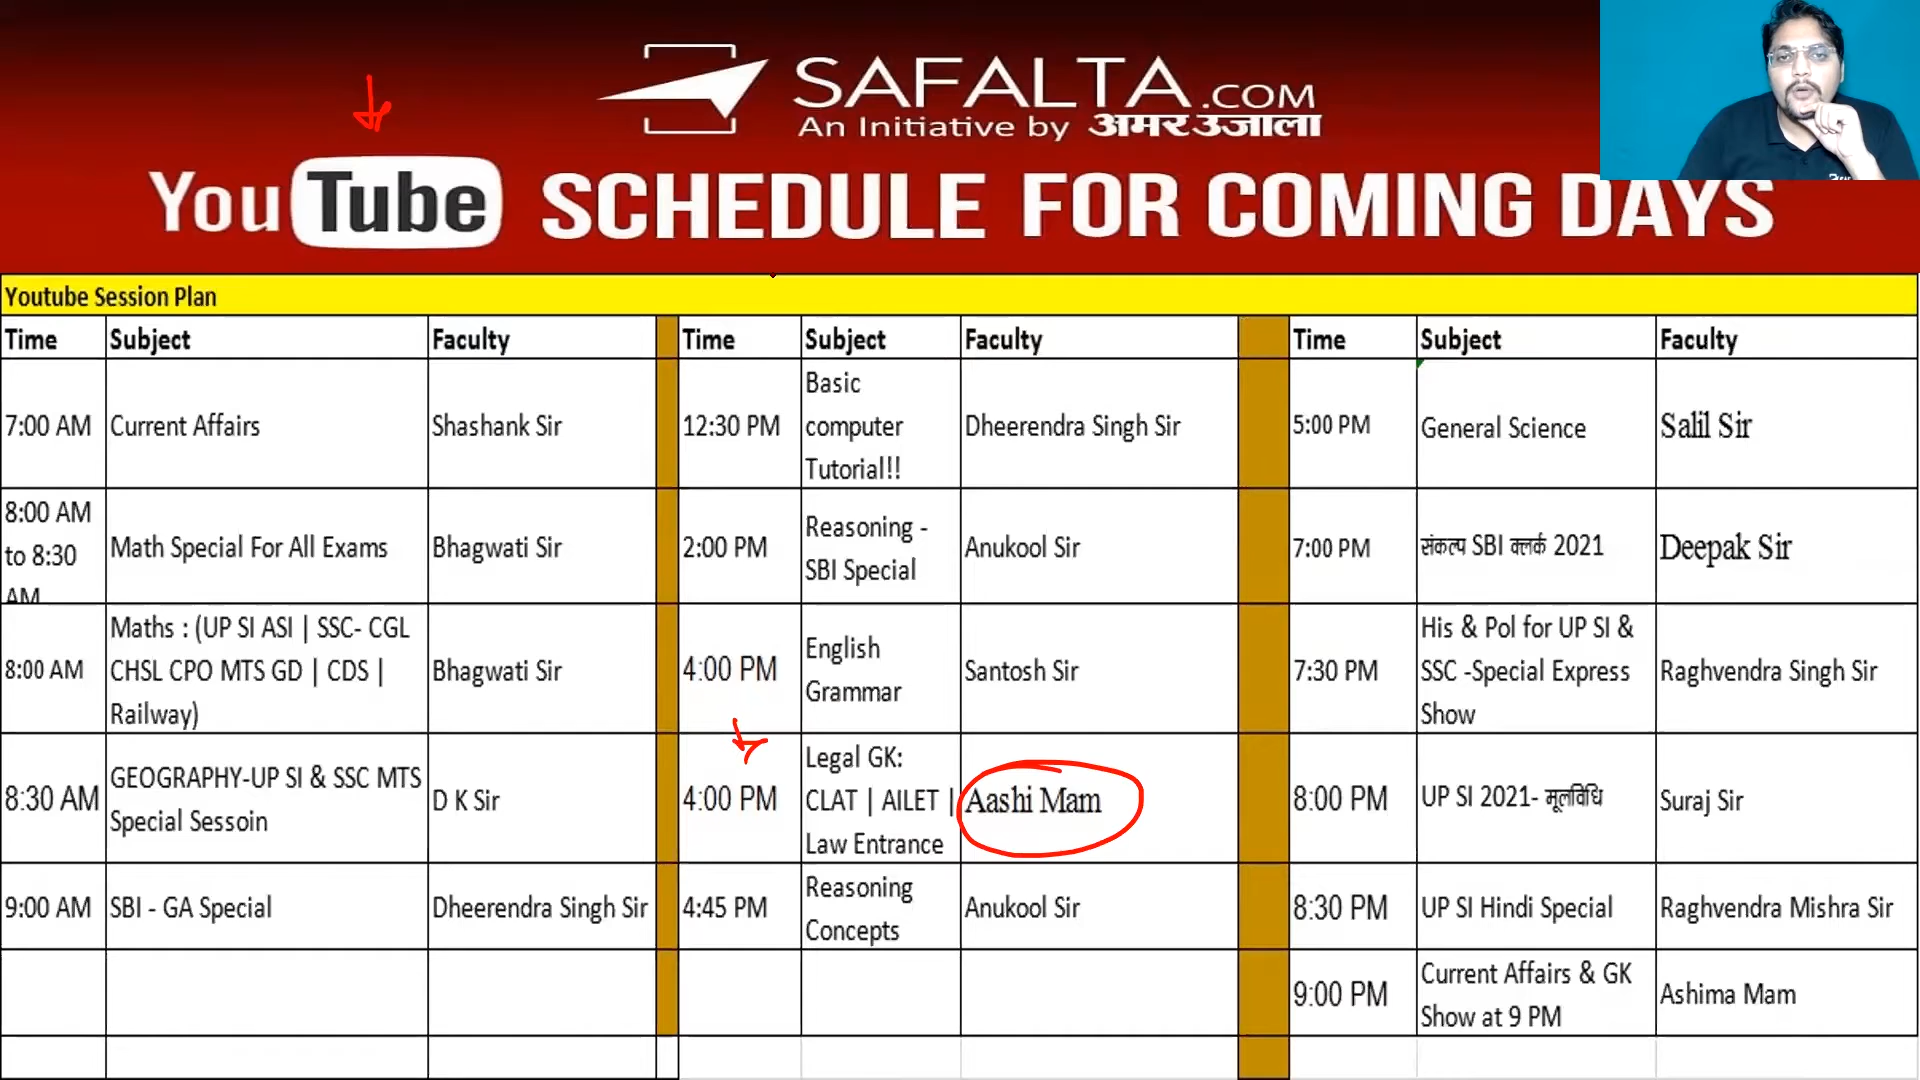 SAFALTA.COM
An Initiative by अमर उजाला
YouTube SCHEDULE FOR COMING DAYS
Youtube Session Plan
Time Subject Faculty Time Subject Faculty Time Subject Faculty
7:00 AM Current Affairs Shashank Sir
12:30 PM
Basic
computer
Tutorial!!
Dheerendra Singh Sir
5:00 PM General Science Salil Sir
8:00 AM
to 8:30
AM
Math Special For All Exams Bhagwati Sir
2:00 PM
Reasoning -
SBI Special
Anukool Sir
7:00 PM संकल्प SBI क्लर्क 2021 Deepak Sir
8:00 AM
Maths : (UP SI ASI | SSC- CGL
CHSL CPO MTS GD | CDS |
Railway)
Bhagwati Sir
4:00 PM
English
Grammar
Santosh Sir
7:30 PM
His & Pol for UP SI &
SSC -Special Express
Show
Raghvendra Singh Sir
8:30 AM
GEOGRAPHY-UP SI & SSC MTS
Special Sessoin
D K Sir
4:00 PM
Legal GK:
CLAT | AILET |
Law Entrance
Aashi Mam
8:00 PM UP SI 2021- मूलविधि Suraj Sir
9:00 AM SBI - GA Special Dheerendra Singh Sir
4:45 PM
Reasoning
Concepts
Anukool Sir
8:30 PM UP SI Hindi Special Raghvendra Mishra Sir
9:00 PM
Current Affairs & GK
Show at 9 PM
Ashima Mam